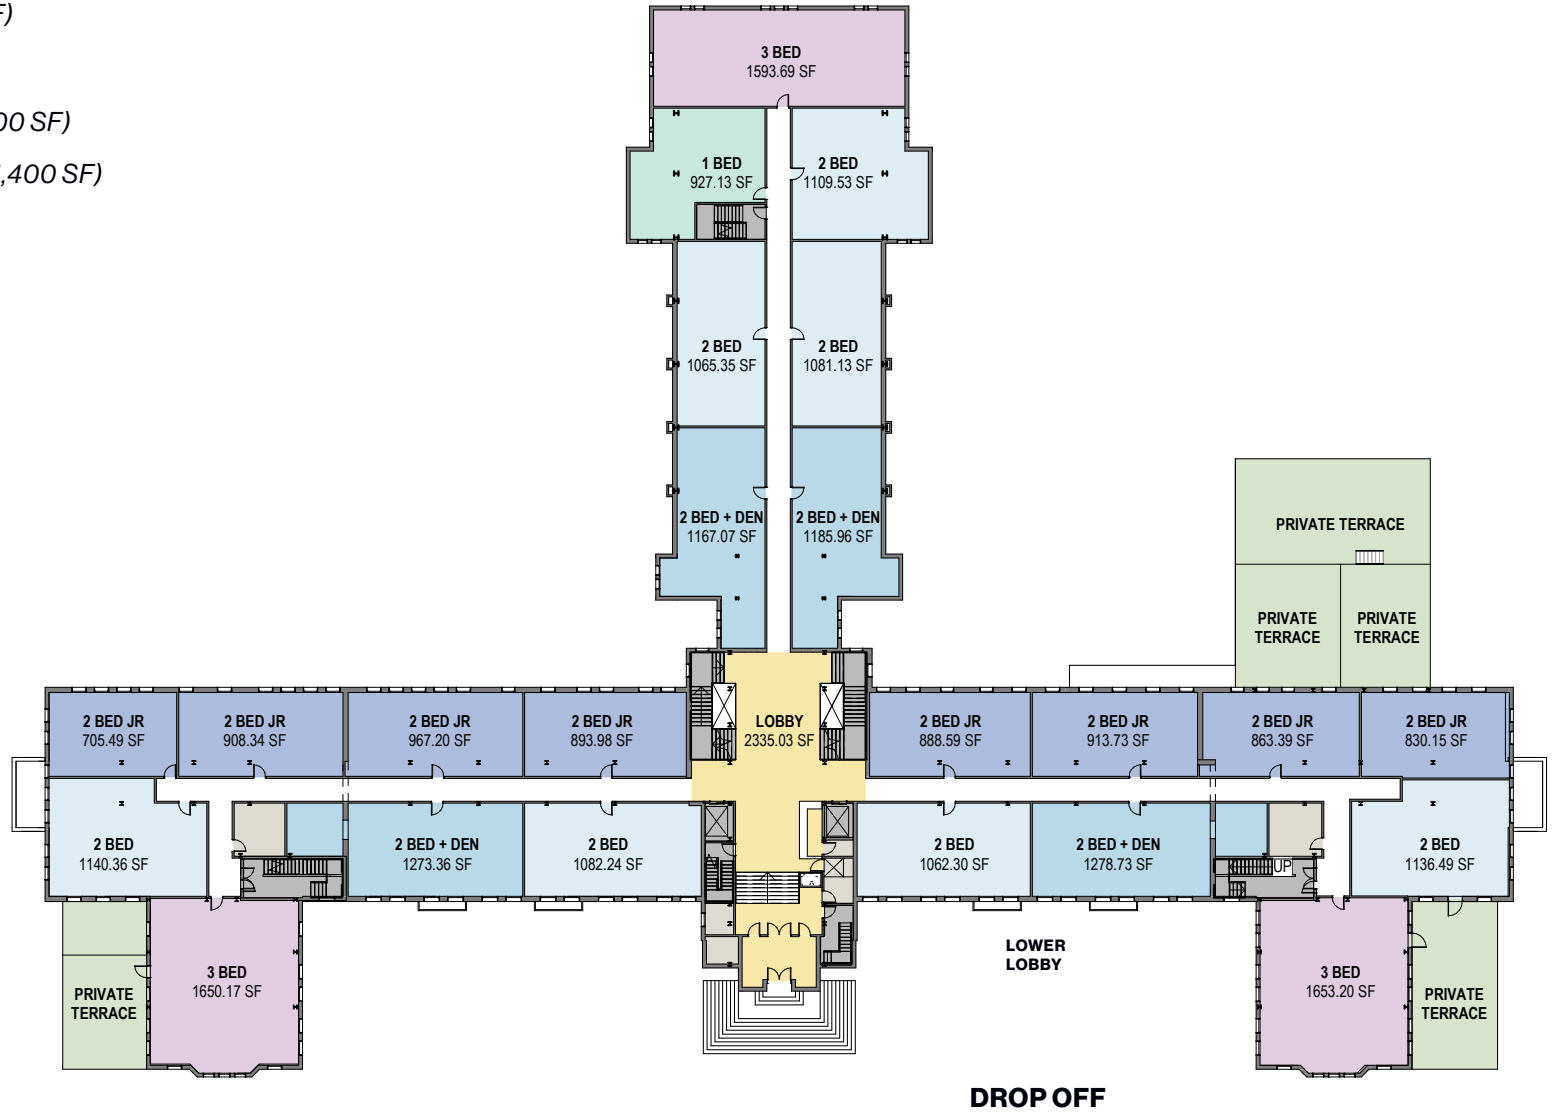 F)
00 SF)
,400 SF)
3 BED
1593.69 SF
1 BED
927.13 SF
2 BED
1109.53 SF
2 BED
1065.35 SF
2 BED
1081.13 SF
2 BED + DEN
1167.07 SF
2 BED + DEN
1185.96 SF
PRIVATE TERRACE
PRIVATE
TERRACE
PRIVATE
TERRACE
2 BED JR
705.49 SF
2 BED JR
908.34 SF
2 BED JR
967.20 SF
2 BED JR
893.98 SF
LOBBY
2335.03 SF
2 BED JR
888.59 SF
2 BED JR
913.73 SF
2 BED JR
863.39 SF
2 BED JR
830.15 SF
2 BED
1140.36 SF
2 BED + DEN
1273.36 SF
2 BED
1082.24 SF
2 BED
1062.30 SF
2 BED + DEN
1278.73 SF
UP
2 BED
1136.49 SF
LOWER
LOBBY
3 BED
1650.17 SF
PRIVATE
TERRACE
3 BED
1653.20 SF
PRIVATE
TERRACE
DROP OFF